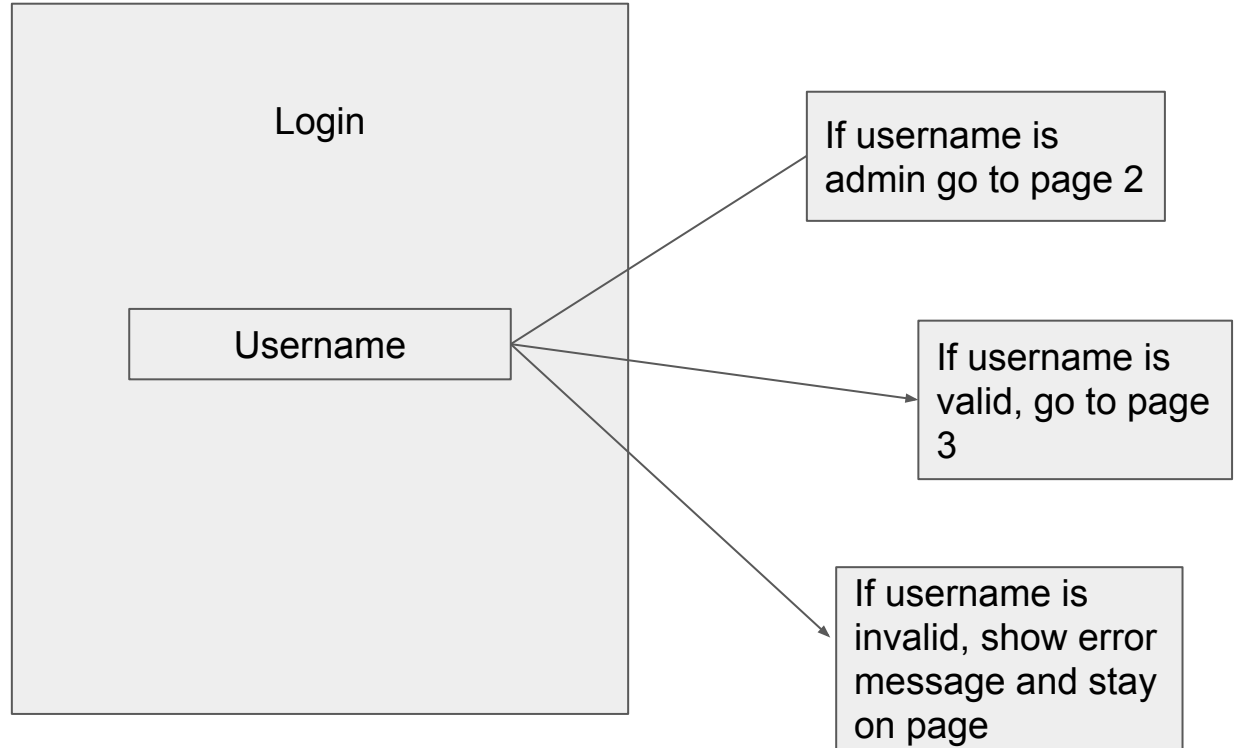 Login
If username is
admin go to page 2
Username
If username is
valid, go to page
3
If username is
invalid, show error
message and stay
on page